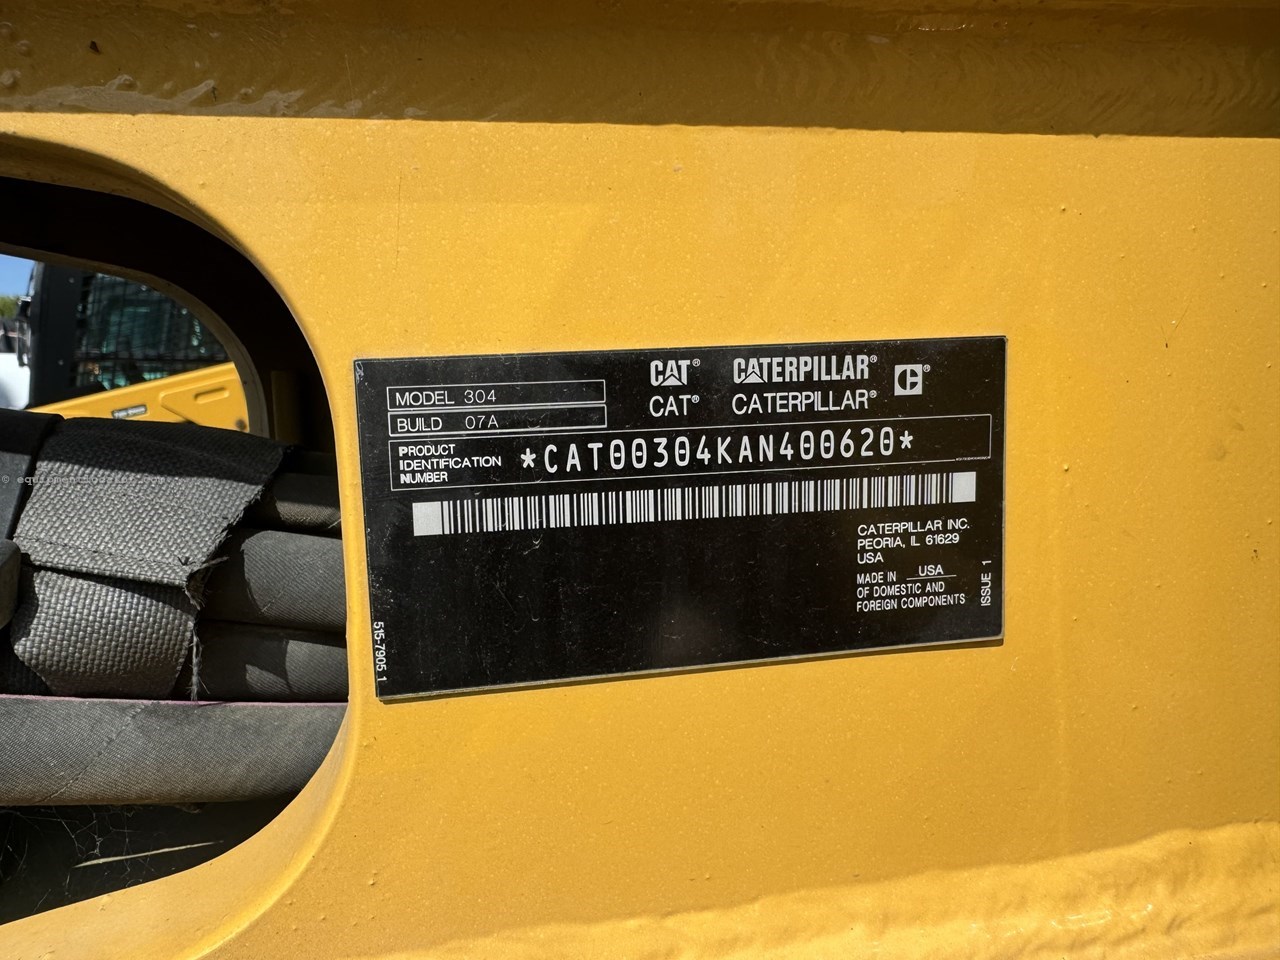 CAT® CATERPILLAR® C®
CAT® CATERPILLAR®
MODEL 304
BUILD 07A
PRODUCT
IDENTIFICATION
NUMBER
*CAT00304KAN400620*
CATERPILLAR INC.
PEORIA, IL 61629
USA
MADE IN USA
OF DOMESTIC AND
FOREIGN COMPONENTS
ISSUE 1
515-7905 1